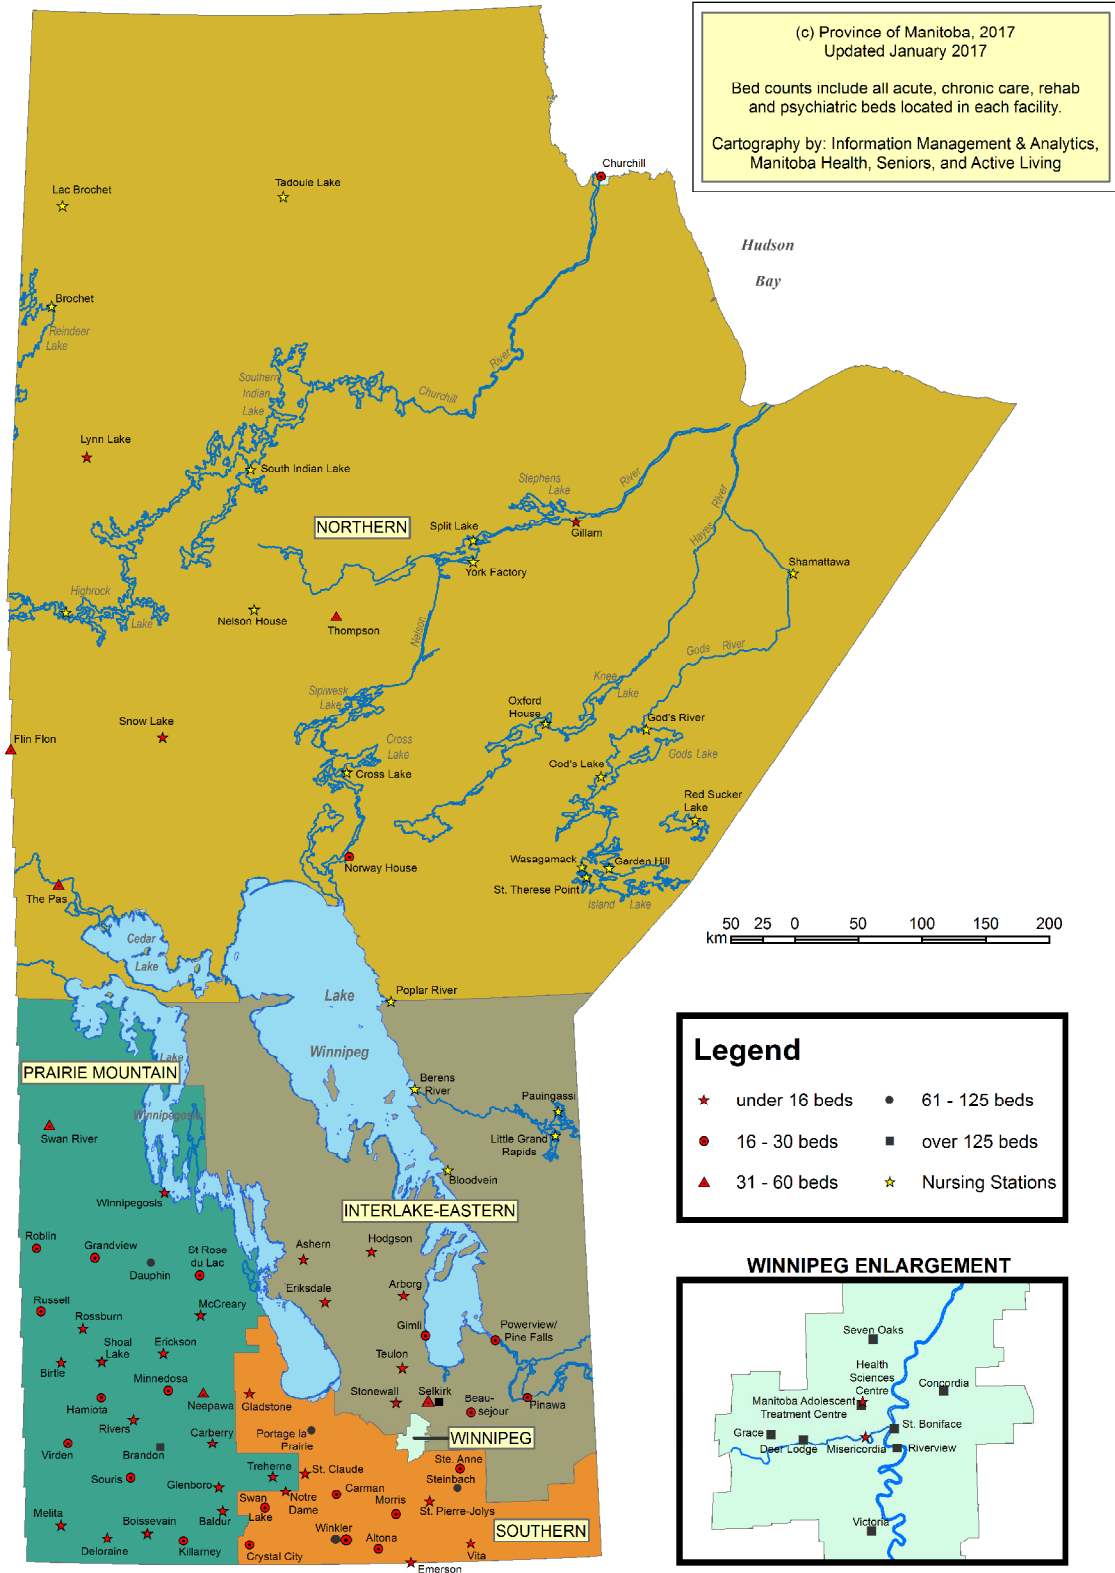 (c) Province of Manitoba, 2017
Updated January 2017
Bed counts include all acute, chronic care, rehab
and psychiatric beds located in each facility.
Cartography by: Information Management & Analytics,
Manitoba Health, Seniors, and Active Living
Churchill
Lac Brochet
Tadoule Lake
Hudson
Bay
Brochet
Reindeer
Lake
Southern
Indian
Lake
Churchill
River
Lynn Lake
South Indian Lake
Stephens
Lake
River
Hayes
River
NORTHERN
Split Lake
Gillam
York Factory
Shamattawa
Highrock
Lake
Nelson House
Thompson
Nelson
Gods
River
Knee
Lake
Sipiwesk
Lake
Oxford
House
God's River
Snow Lake
Flin Flon
Cross
Lake
Gods Lake
God's Lake
Cross Lake
Red Sucker
Lake
Norway House
Wasagamack
Garden Hill
St. Therese Point
Island
Lake
The Pas
50 25 0 50 100 150 200
km
Cedar
Lake
Poplar River
Lake
Winnipeg
Legend
under 16 beds
61 - 125 beds
16 - 30 beds
over 125 beds
31 - 60 beds
Nursing Stations
Lake
PRAIRIE MOUNTAIN
Berens
River
Pauingassi
Winnipegosis
Swan River
Little Grand
Rapids
Bloodvein
Winnipegosis
INTERLAKE-EASTERN
Roblin
Grandview
St Rose
du Lac
Ashern
Hodgson
Dauphin
WINNIPEG ENLARGEMENT
Eriksdale
Arborg
Russell
Rossburn
McCreary
Gimli
Powerview/
Pine Falls
Seven Oaks
Shoal
Lake
Erickson
Birtle
Teulon
Health
Sciences
Centre
Concordia
Minnedosa
Stonewall
Selkirk
Beau-
sejour
Pinawa
Manitoba Adolescent
Treatment Centre
Hamiota
Neepawa
Gladstone
Rivers
St. Boniface
Carberry
Portage la
Prairie
WINNIPEG
Grace
Deer Lodge
Misericordia
Riverview
Virden
Brandon
Ste. Anne
Steinbach
Treherne
St. Claude
Souris
Glenboro
Carman
Notre
Dame
Morris
St. Pierre-Jolys
Swan
Lake
Melita
Baldur
Victoria
Boissevain
Winkler
SOUTHERN
Deloraine
Killarney
Crystal City
Altona
Vita
Emerson